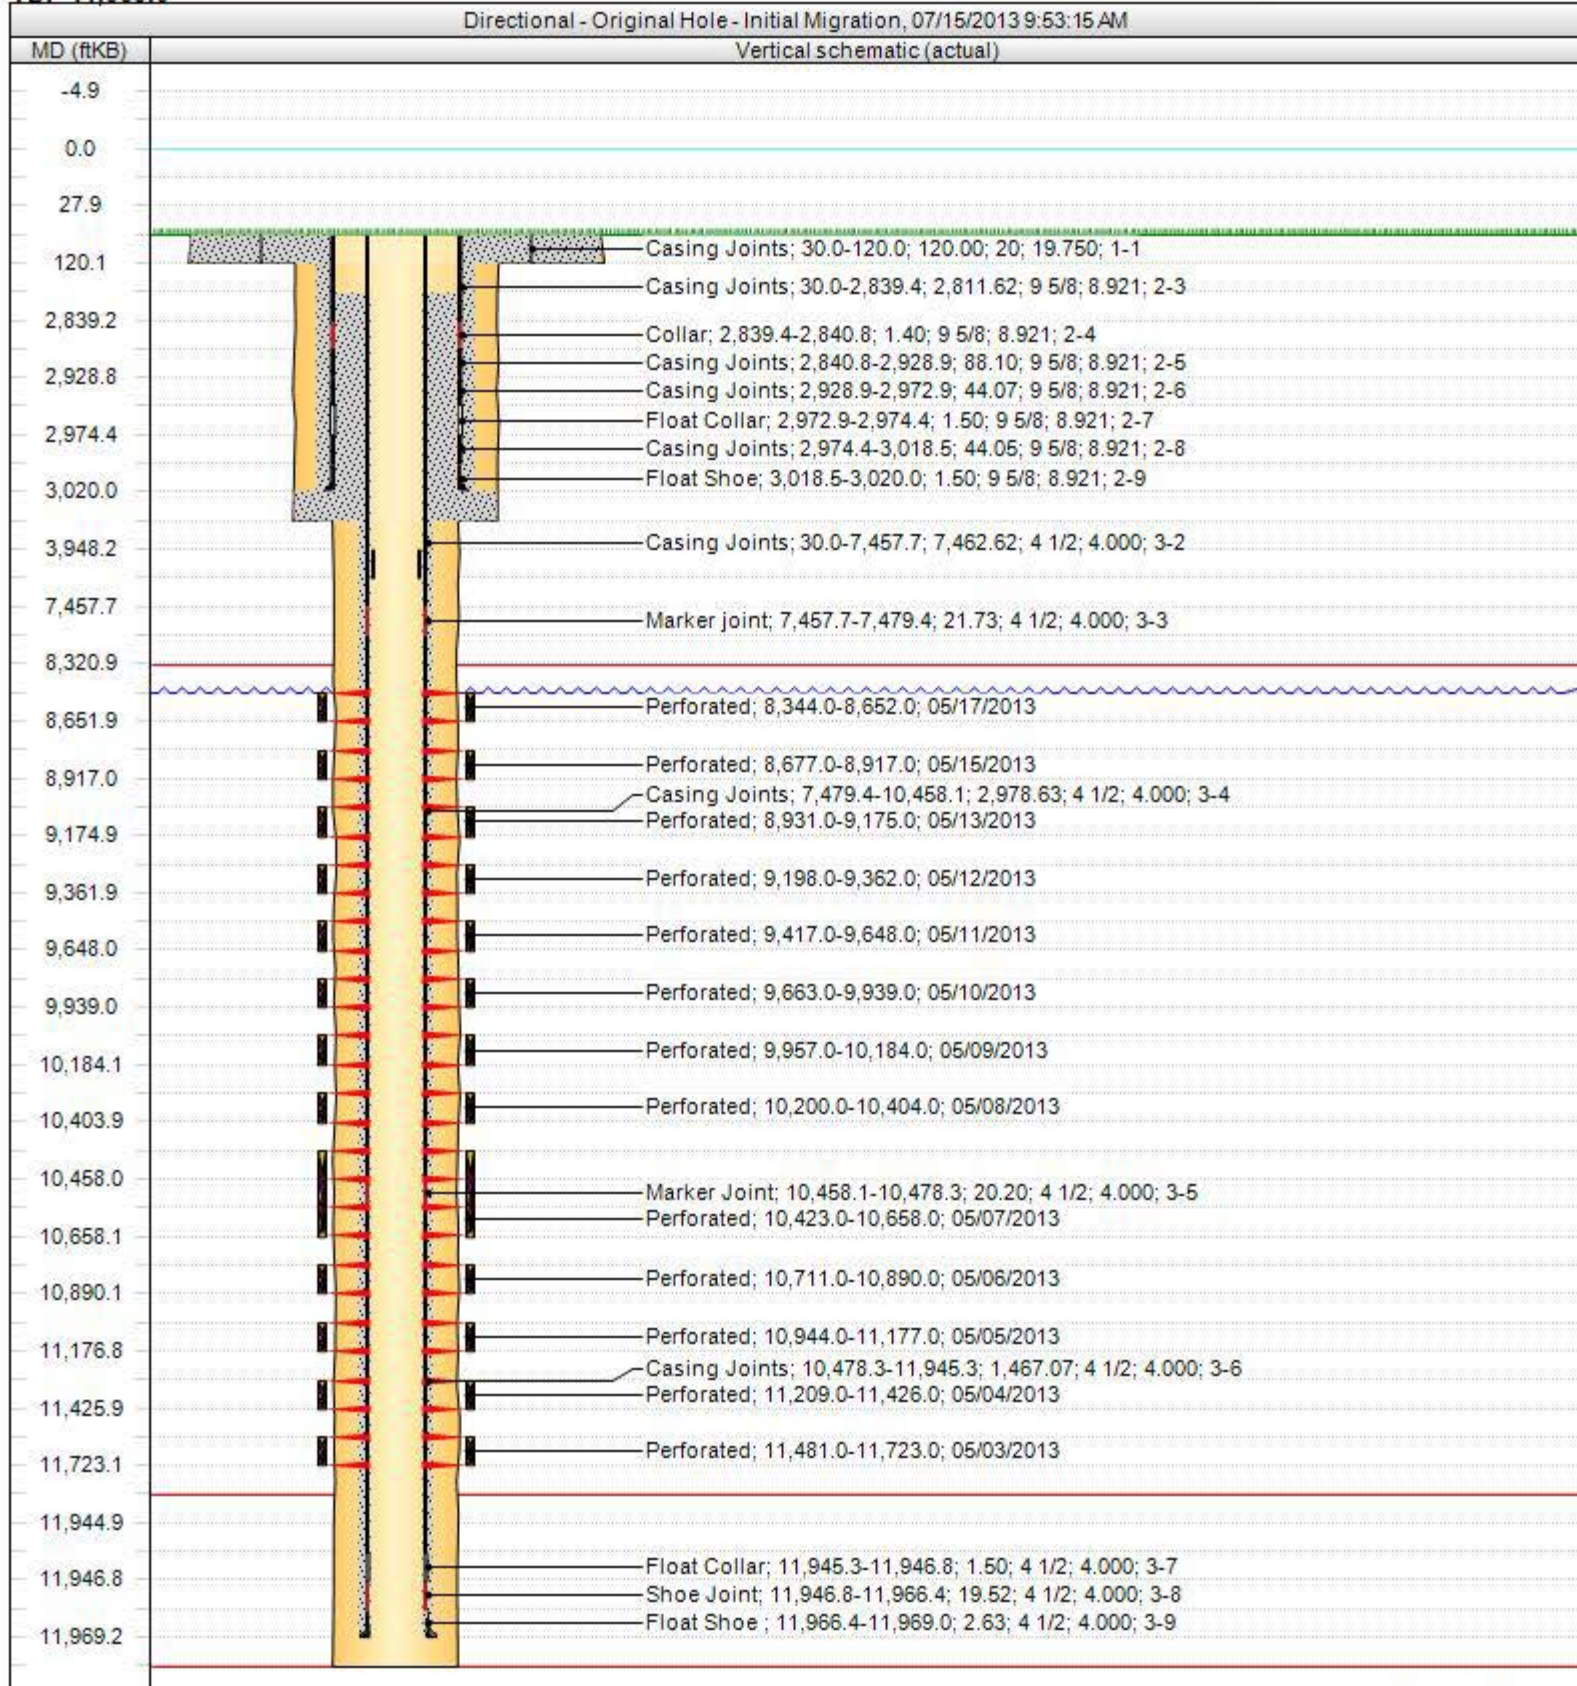 Directional - Original Hole - Initial Migration, 07/15/2013 9:53:15 AM
MD (ftKB)
Vertical schematic (actual)
-4.9
0.0
27.9
Casing Joints; 30.0-120.0; 120.00; 20; 19.750; 1-1
120.1
Casing Joints; 30.0-2,839.4; 2,811.62; 9 5/8; 8.921; 2-3
2,839.2
Collar; 2,839.4-2,840.8; 1.40; 9 5/8; 8.921; 2-4
Casing Joints; 2,840.8-2,928.9; 88.10; 9 5/8; 8.921; 2-5
2,928.8
Casing Joints; 2,928.9-2,972.9; 44.07; 9 5/8; 8.921; 2-6
Float Collar; 2,972.9-2,974.4; 1.50; 9 5/8; 8.921; 2-7
2,974.4
Casing Joints; 2,974.4-3,018.5; 44.05; 9 5/8; 8.921; 2-8
Float Shoe; 3,018.5-3,020.0; 1.50; 9 5/8; 8.921; 2-9
3,020.0
Casing Joints; 30.0-7,457.7; 7,462.62; 4 1/2; 4.000; 3-2
3,948.2
7,457.7
Marker joint; 7,457.7-7,479.4; 21.73; 4 1/2; 4.000; 3-3
8,320.9
Perforated; 8,344.0-8,652.0; 05/17/2013
8,651.9
Perforated; 8,677.0-8,917.0; 05/15/2013
8,917.0
Casing Joints; 7,479.4-10,458.1; 2,978.63; 4 1/2; 4.000; 3-4
Perforated; 8,931.0-9,175.0; 05/13/2013
9,174.9
Perforated; 9,198.0-9,362.0; 05/12/2013
9,361.9
Perforated; 9,417.0-9,648.0; 05/11/2013
9,648.0
Perforated; 9,663.0-9,939.0; 05/10/2013
9,939.0
Perforated; 9,957.0-10,184.0; 05/09/2013
10,184.1
Perforated; 10,200.0-10,404.0; 05/08/2013
10,403.9
10,458.0
Marker Joint; 10,458.1-10,478.3; 20.20; 4 1/2; 4.000; 3-5
Perforated; 10,423.0-10,658.0; 05/07/2013
10,658.1
Perforated; 10,711.0-10,890.0; 05/06/2013
10,890.1
Perforated; 10,944.0-11,177.0; 05/05/2013
11,176.8
Casing Joints; 10,478.3-11,945.3; 1,467.07; 4 1/2; 4.000; 3-6
Perforated; 11,209.0-11,426.0; 05/04/2013
11,425.9
Perforated; 11,481.0-11,723.0; 05/03/2013
11,723.1
11,944.9
Float Collar; 11,945.3-11,946.8; 1.50; 4 1/2; 4.000; 3-7
11,946.8
Shoe Joint; 11,946.8-11,966.4; 19.52; 4 1/2; 4.000; 3-8
Float Shoe ; 11,966.4-11,969.0; 2.63; 4 1/2; 4.000; 3-9
11,969.2